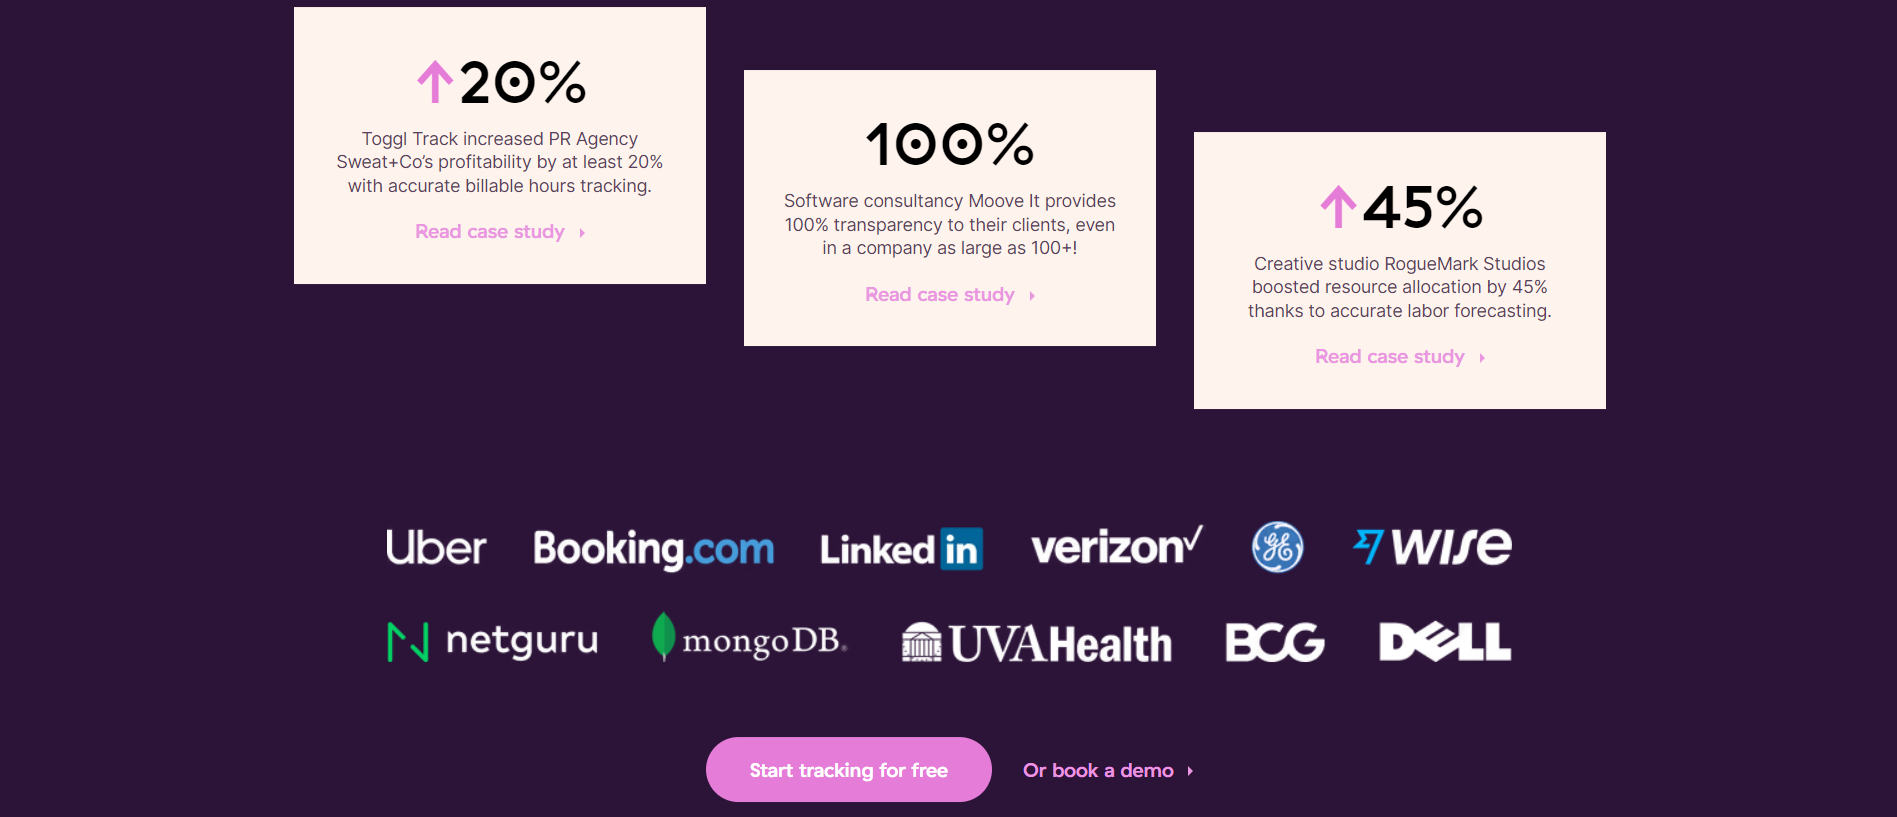 ↑20%
Toggl Track increased PR Agency
Sweat+Co’s profitability by at least 20%
with accurate billable hours tracking.
Read case study
100%
Software consultancy Moove It provides
100% transparency to their clients, even
in a company as large as 100+!
Read case study
↑45%
Creative studio RogueMark Studios
boosted resource allocation by 45%
thanks to accurate labor forecasting.
Read case study
Uber Booking.com Linked in verizon✓ GE WISE
netguru mongoDB® UVAHealth BCG DELL
Start tracking for free Or book a demo